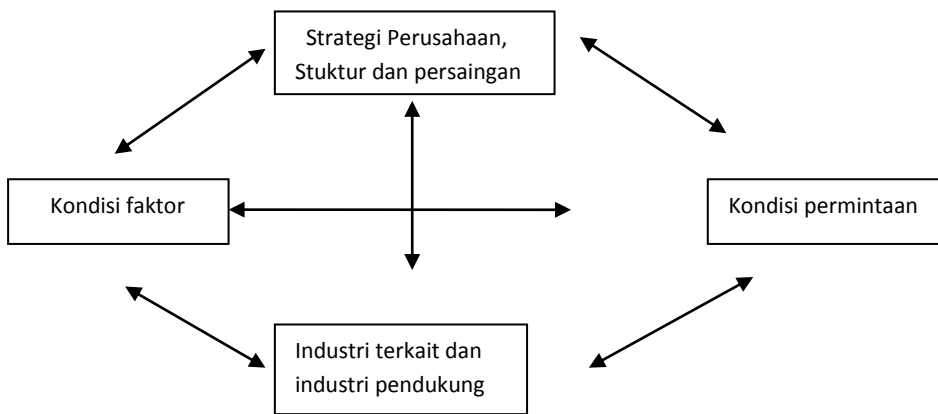 Strategi Perusahaan,
Stuktur dan persaingan
Kondisi faktor
Kondisi permintaan
Industri terkait dan
industri pendukung